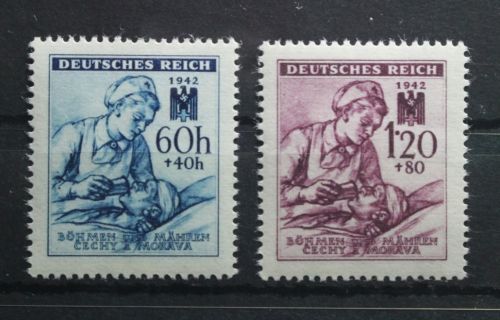 DEUTSCHES REICH
1942
60h
+40h
BÖHMEN UND MÄHREN
ČECHY A MORAVA
DEUTSCHES REICH
1942
1·20
+80
BÖHMEN UND MÄHREN
ČECHY A MORAVA